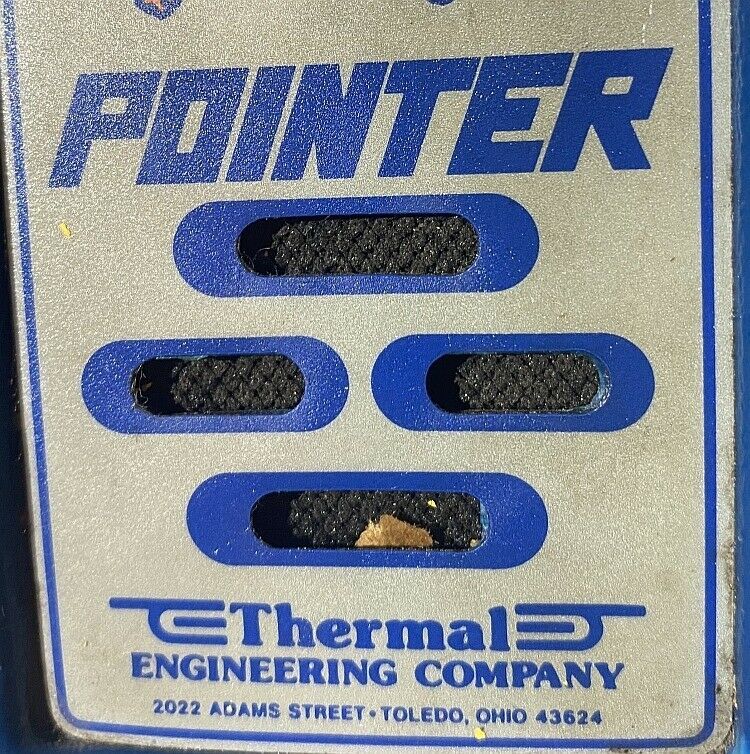 POINTER
Thermal
ENGINEERING COMPANY
2022 ADAMS STREET • TOLEDO, OHIO 43624